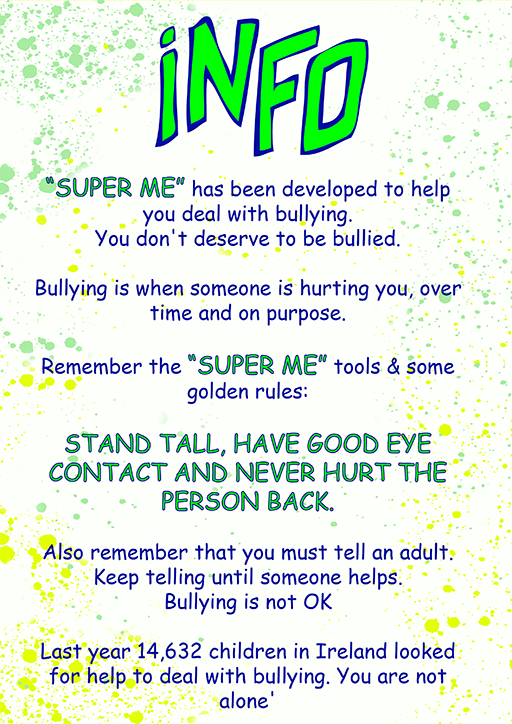 iNFO
“SUPER ME” has been developed to help
you deal with bullying.
You don't deserve to be bullied.
Bullying is when someone is hurting you, over
time and on purpose.
Remember the “SUPER ME” tools & some
golden rules:
STAND TALL, HAVE GOOD EYE
CONTACT AND NEVER HURT THE
PERSON BACK.
Also remember that you must tell an adult.
Keep telling until someone helps.
Bullying is not OK
Last year 14,632 children in Ireland looked
for help to deal with bullying. You are not
alone'